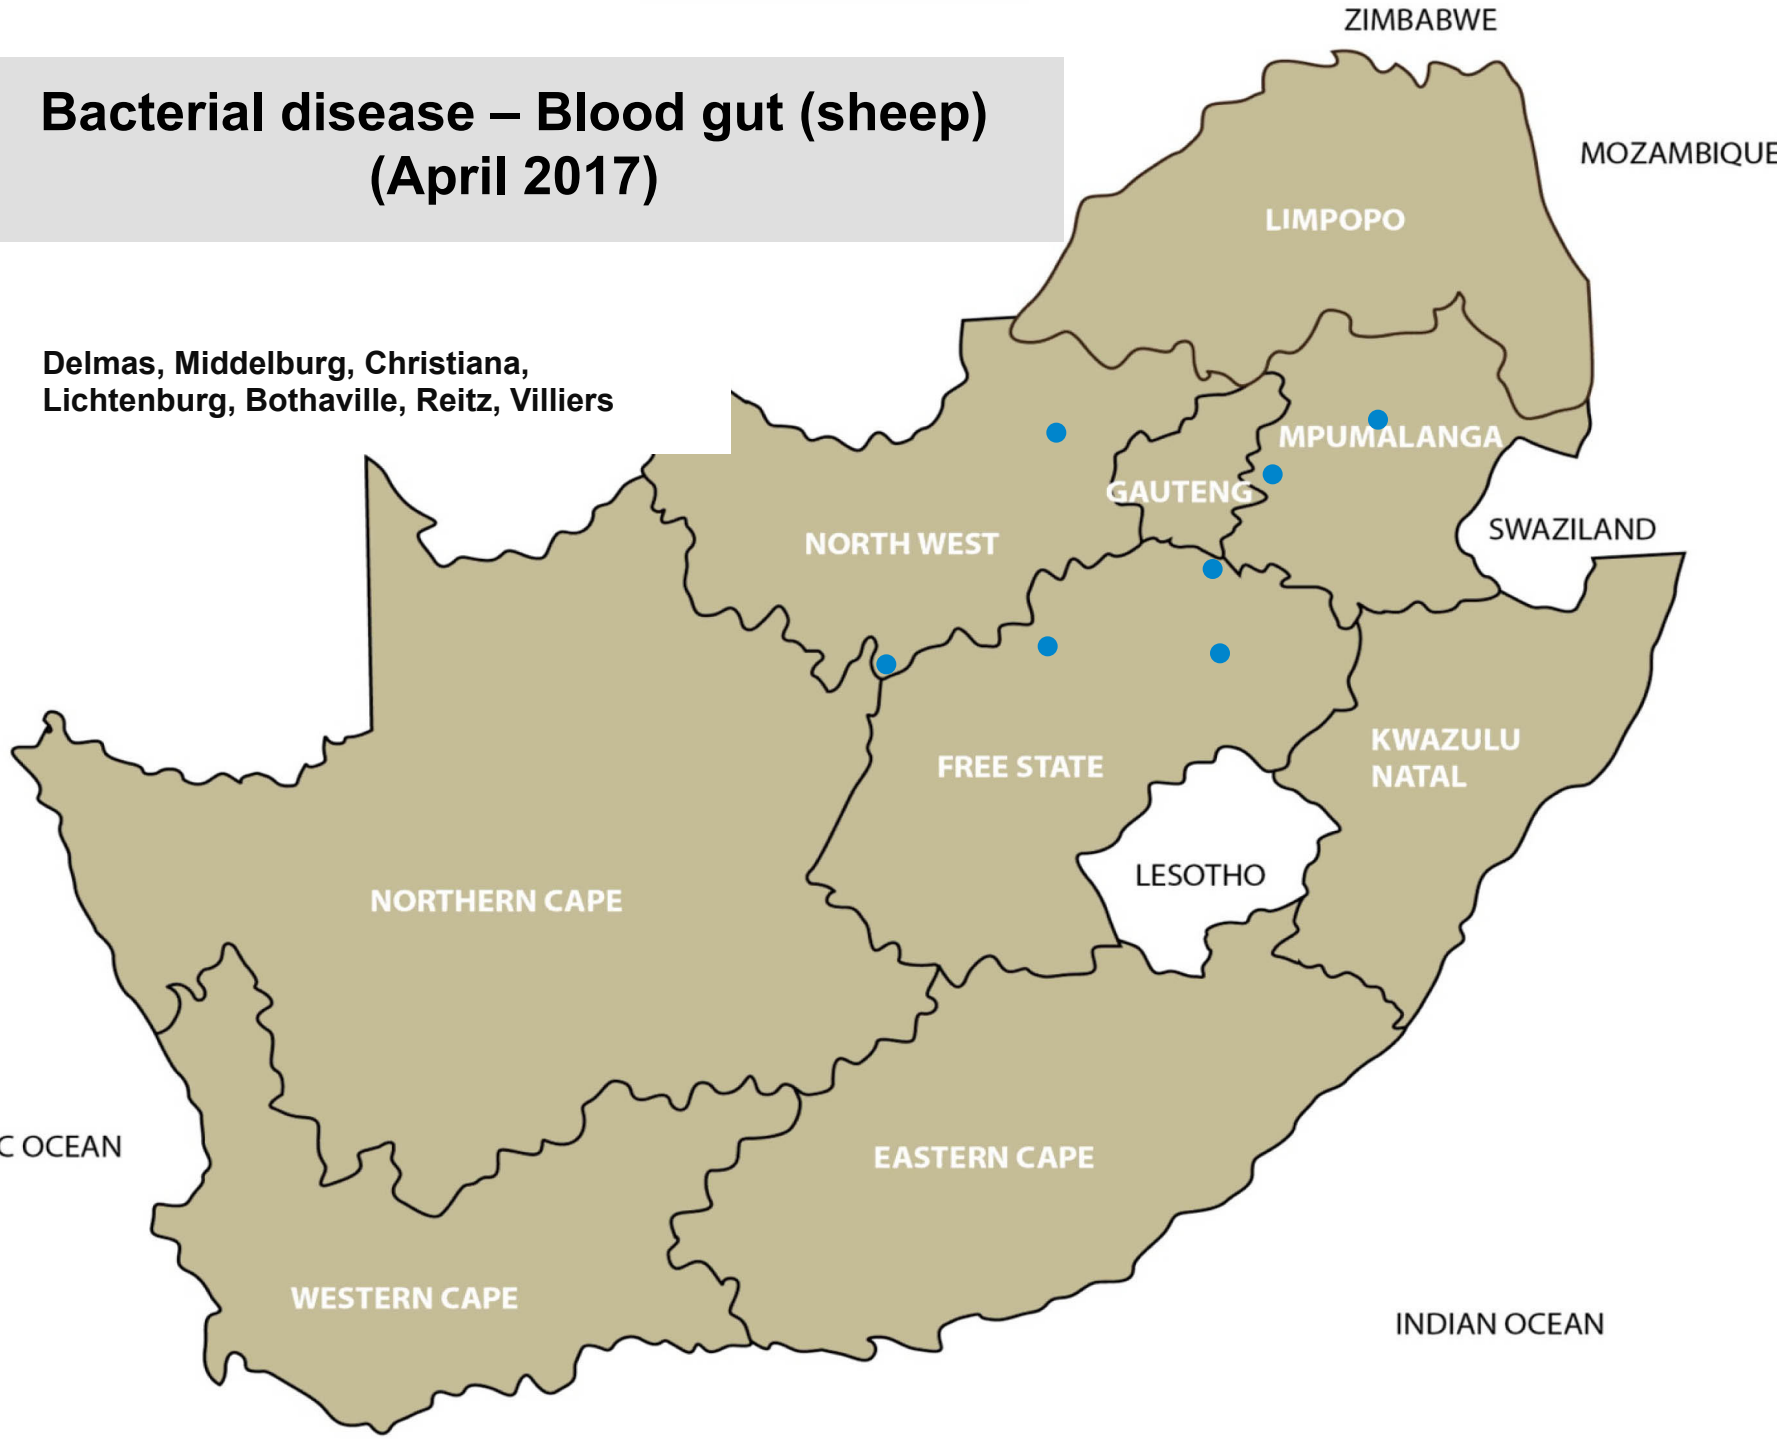 ZIMBABWE
Bacterial disease – Blood gut (sheep)
(April 2017)
MOZAMBIQUE
LIMPOPO
Delmas, Middelburg, Christiana,
Lichtenburg, Bothaville, Reitz, Villiers
MPUMALANGA
GAUTENG
NORTH WEST
SWAZILAND
KWAZULU
NATAL
FREE STATE
LESOTHO
NORTHERN CAPE
C OCEAN
EASTERN CAPE
WESTERN CAPE
INDIAN OCEAN